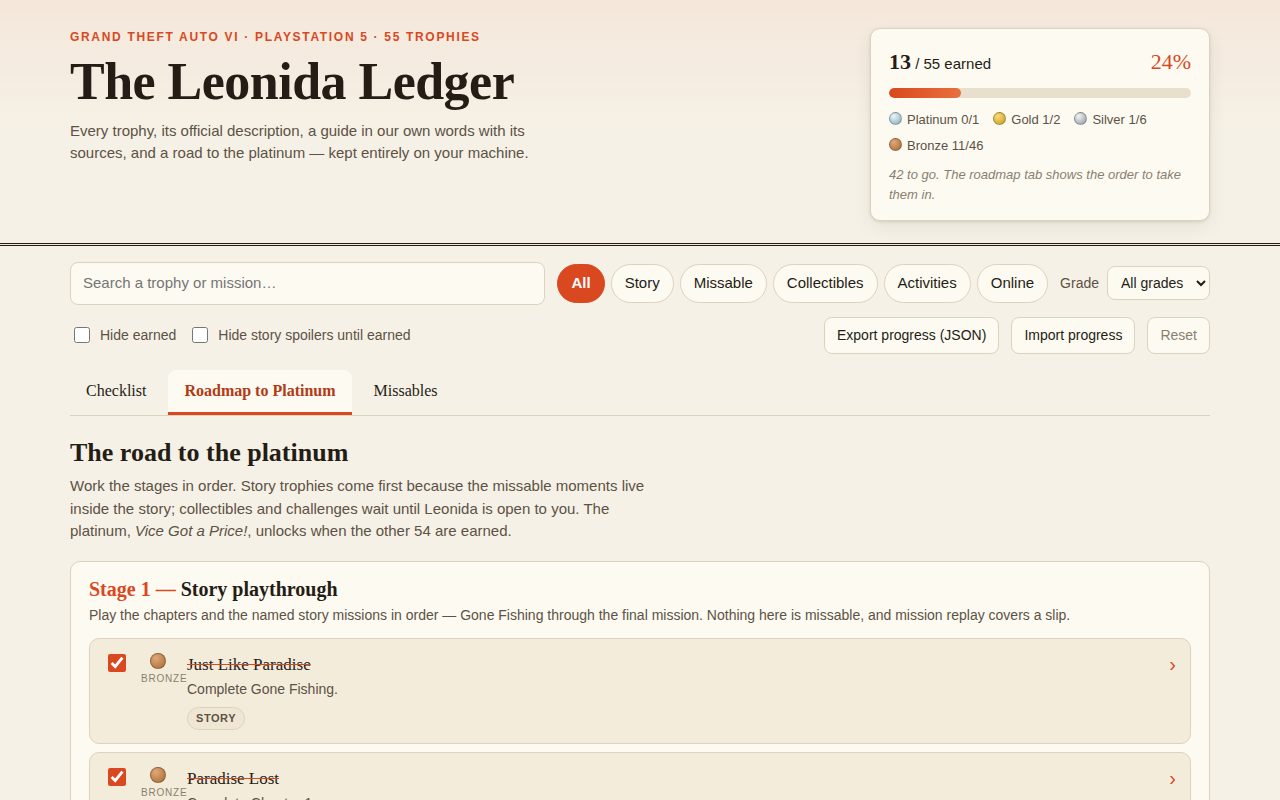 GRAND THEFT AUTO VI · PLAYSTATION 5 · 55 TROPHIES
The Leonida Ledger
Every trophy, its official description, a guide in our own words with its
sources, and a road to the platinum — kept entirely on your machine.
13 / 55 earned 24%
Platinum 0/1 Gold 1/2 Silver 1/6
Bronze 11/46
42 to go. The roadmap tab shows the order to take
them in.
Search a trophy or mission… All Story Missable Collectibles Activities Online Grade All grades
Hide earned Hide story spoilers until earned Export progress (JSON) Import progress Reset
Checklist Roadmap to Platinum Missables
The road to the platinum
Work the stages in order. Story trophies come first because the missable moments live
inside the story; collectibles and challenges wait until Leonida is open to you. The
platinum, Vice Got a Price!, unlocks when the other 54 are earned.
Stage 1 — Story playthrough
Play the chapters and the named story missions in order — Gone Fishing through the final mission. Nothing here is missable, and mission replay covers a slip.
Just Like Paradise ›
BRONZE
Complete Gone Fishing.
STORY
Paradise Lost ›
BRONZE